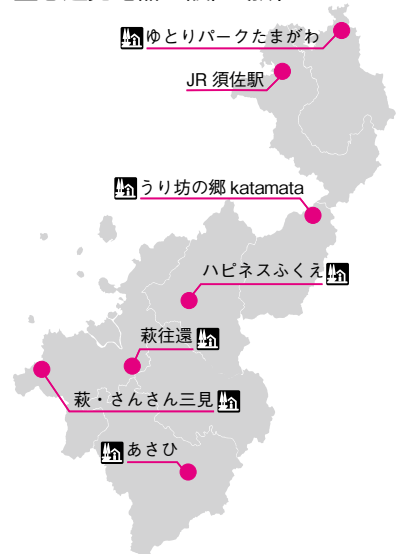 ゆとりパークたまがわ
JR 須佐駅
うり坊の郷 katamata
ハピネスふくえ
萩往還
萩・さんさん三見
あさひ